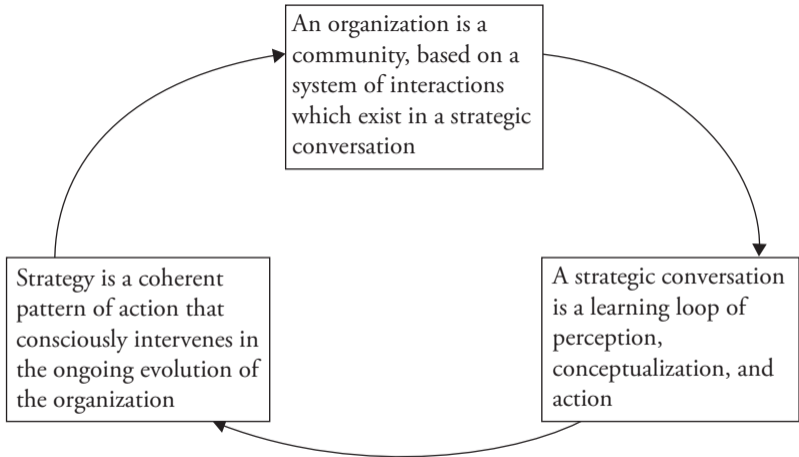 An organization is a
community, based on a
system of interactions
which exist in a strategic
conversation
Strategy is a coherent
pattern of action that
consciously intervenes in
the ongoing evolution of
the organization
A strategic conversation
is a learning loop of
perception,
conceptualization, and
action